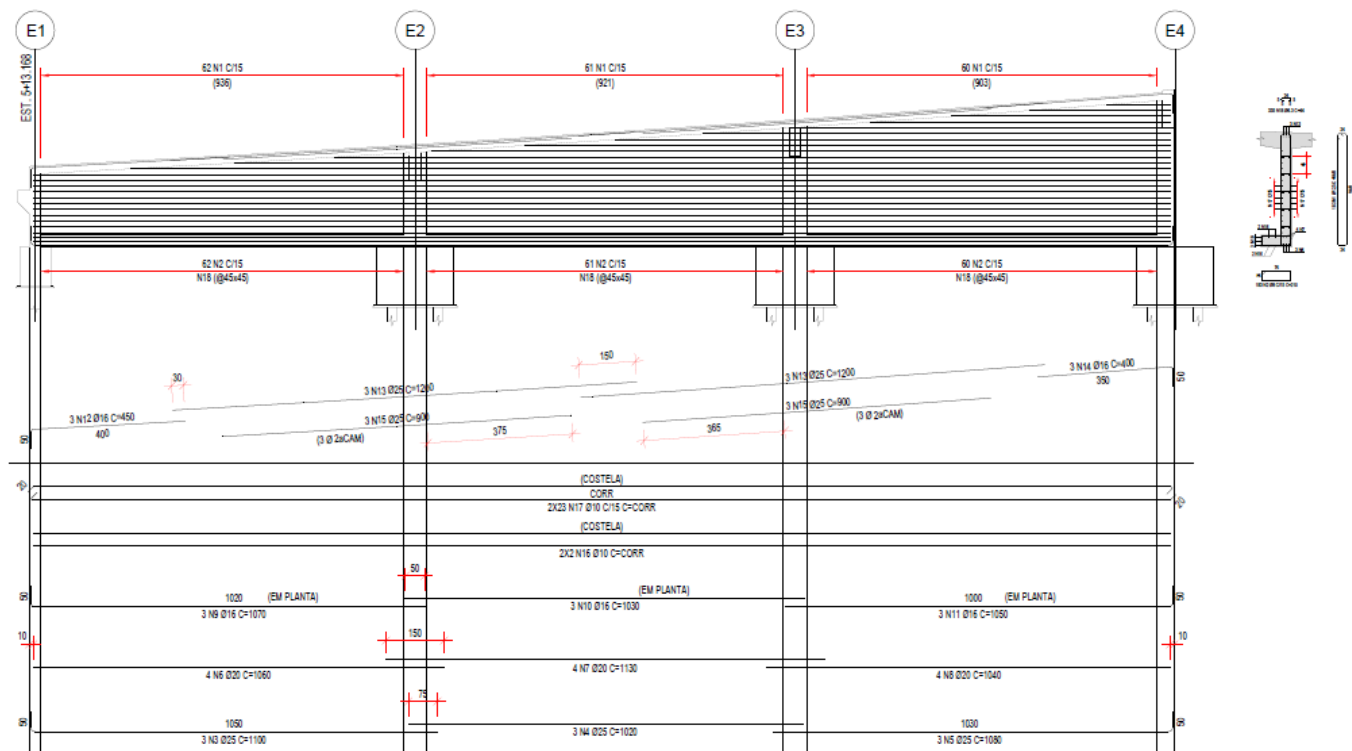 E1
E2
E3
E4
EST. 5+13.168
62 N1 C/15
(936)
61 N1 C/15
(921)
60 N1 C/15
(903)
62 N2 C/15
N18 (@45x45)
61 N2 C/15
N18 (@45x45)
60 N2 C/15
N18 (@45x45)
30
150
3 N13 Ø25 C=1200
3 N13 Ø25 C=1200
3 N14 Ø16 C=400
350
50
3 N12 Ø16 C=450
400
50
3 N15 Ø25 C=900
(3 Ø 2aCAM)
375
365
3 N15 Ø25 C=900
(3 Ø 2aCAM)
20
(COSTELA)
CORR
2X23 N17 Ø10 C/15 C=CORR
20
(COSTELA)
2X2 N16 Ø10 C=CORR
50
50
1020
(EM PLANTA)
3 N9 Ø16 C=1070
(EM PLANTA)
3 N10 Ø16 C=1030
1000
(EM PLANTA)
3 N11 Ø16 C=1050
50
10
150
10
4 N6 Ø20 C=1060
4 N7 Ø20 C=1130
4 N8 Ø20 C=1040
75
50
1050
3 N3 Ø25 C=1100
3 N4 Ø25 C=1020
1030
3 N5 Ø25 C=1080
50